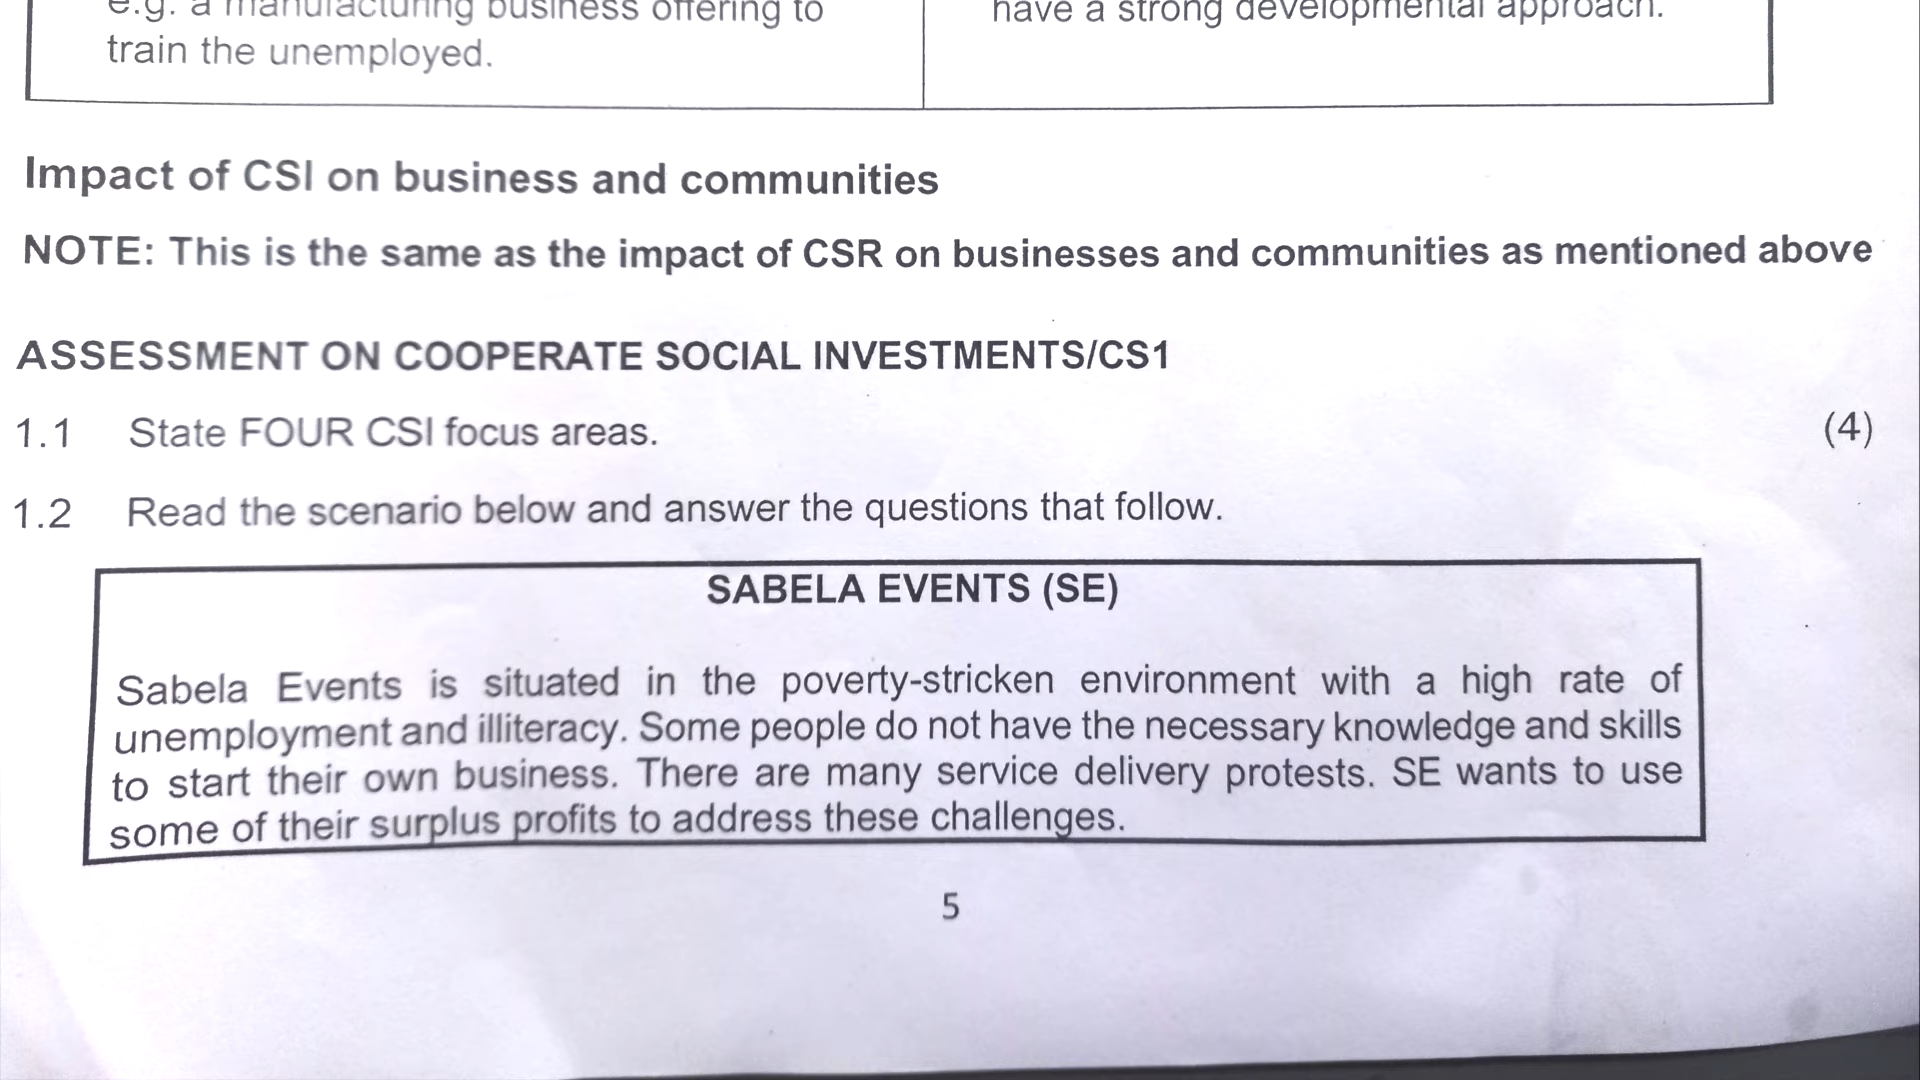 e.g. a manufacturing business offering to
train the unemployed.
have a strong developmental approach.
Impact of CSI on business and communities
NOTE: This is the same as the impact of CSR on businesses and communities as mentioned above
ASSESSMENT ON COOPERATE SOCIAL INVESTMENTS/CS1
1.1 State FOUR CSI focus areas. (4)
1.2 Read the scenario below and answer the questions that follow.
SABELA EVENTS (SE)
Sabela Events is situated in the poverty-stricken environment with a high rate of
unemployment and illiteracy. Some people do not have the necessary knowledge and skills
to start their own business. There are many service delivery protests. SE wants to use
some of their surplus profits to address these challenges.
5